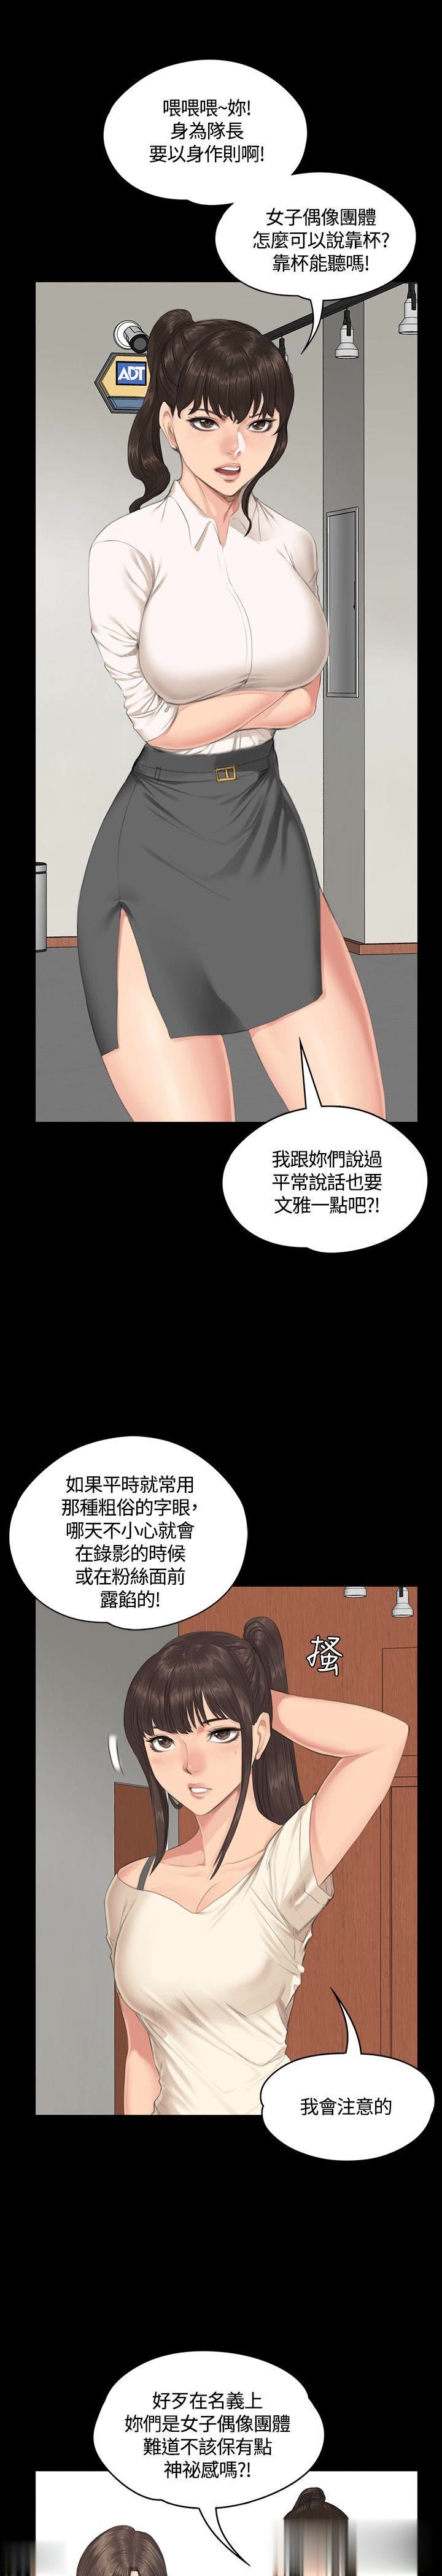 喂喂喂~妳!
身為隊長
要以身作則啊!
女子偶像團體
怎麼可以說靠杯?
靠杯能聽嗎!
ADT
我跟妳們說過
平常說話也要
文雅一點吧?!
如果平時就常用
那種粗俗的字眼,
哪天不小心就會
在錄影的時候
或在粉絲面前
露餡的!
搔
我會注意的
好歹在名義上
妳們是女子偶像團體
難道不該保有點
神祕感嗎?!